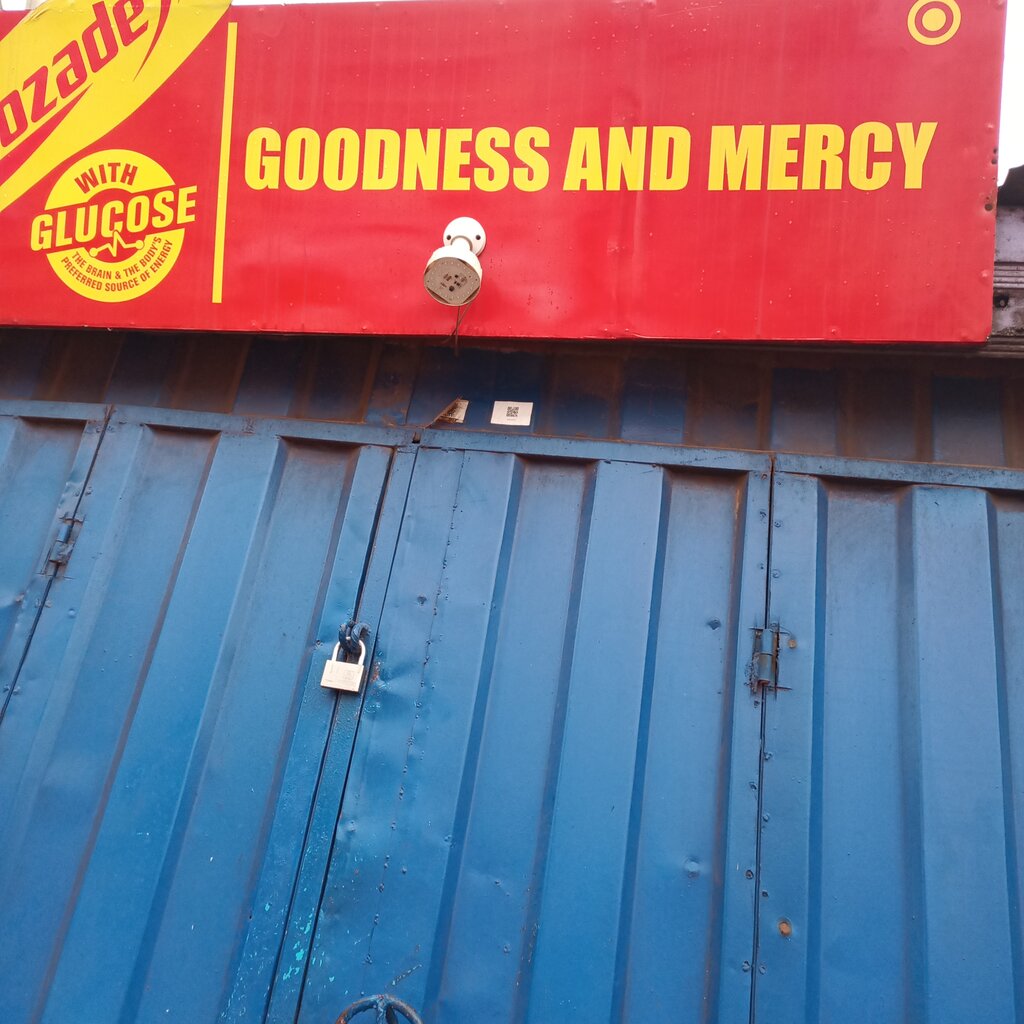 ozade
WITH
GLUCOSE
THE BRAIN & THE BODY'S
PREFERRED SOURCE OF ENERGY
GOODNESS AND MERCY